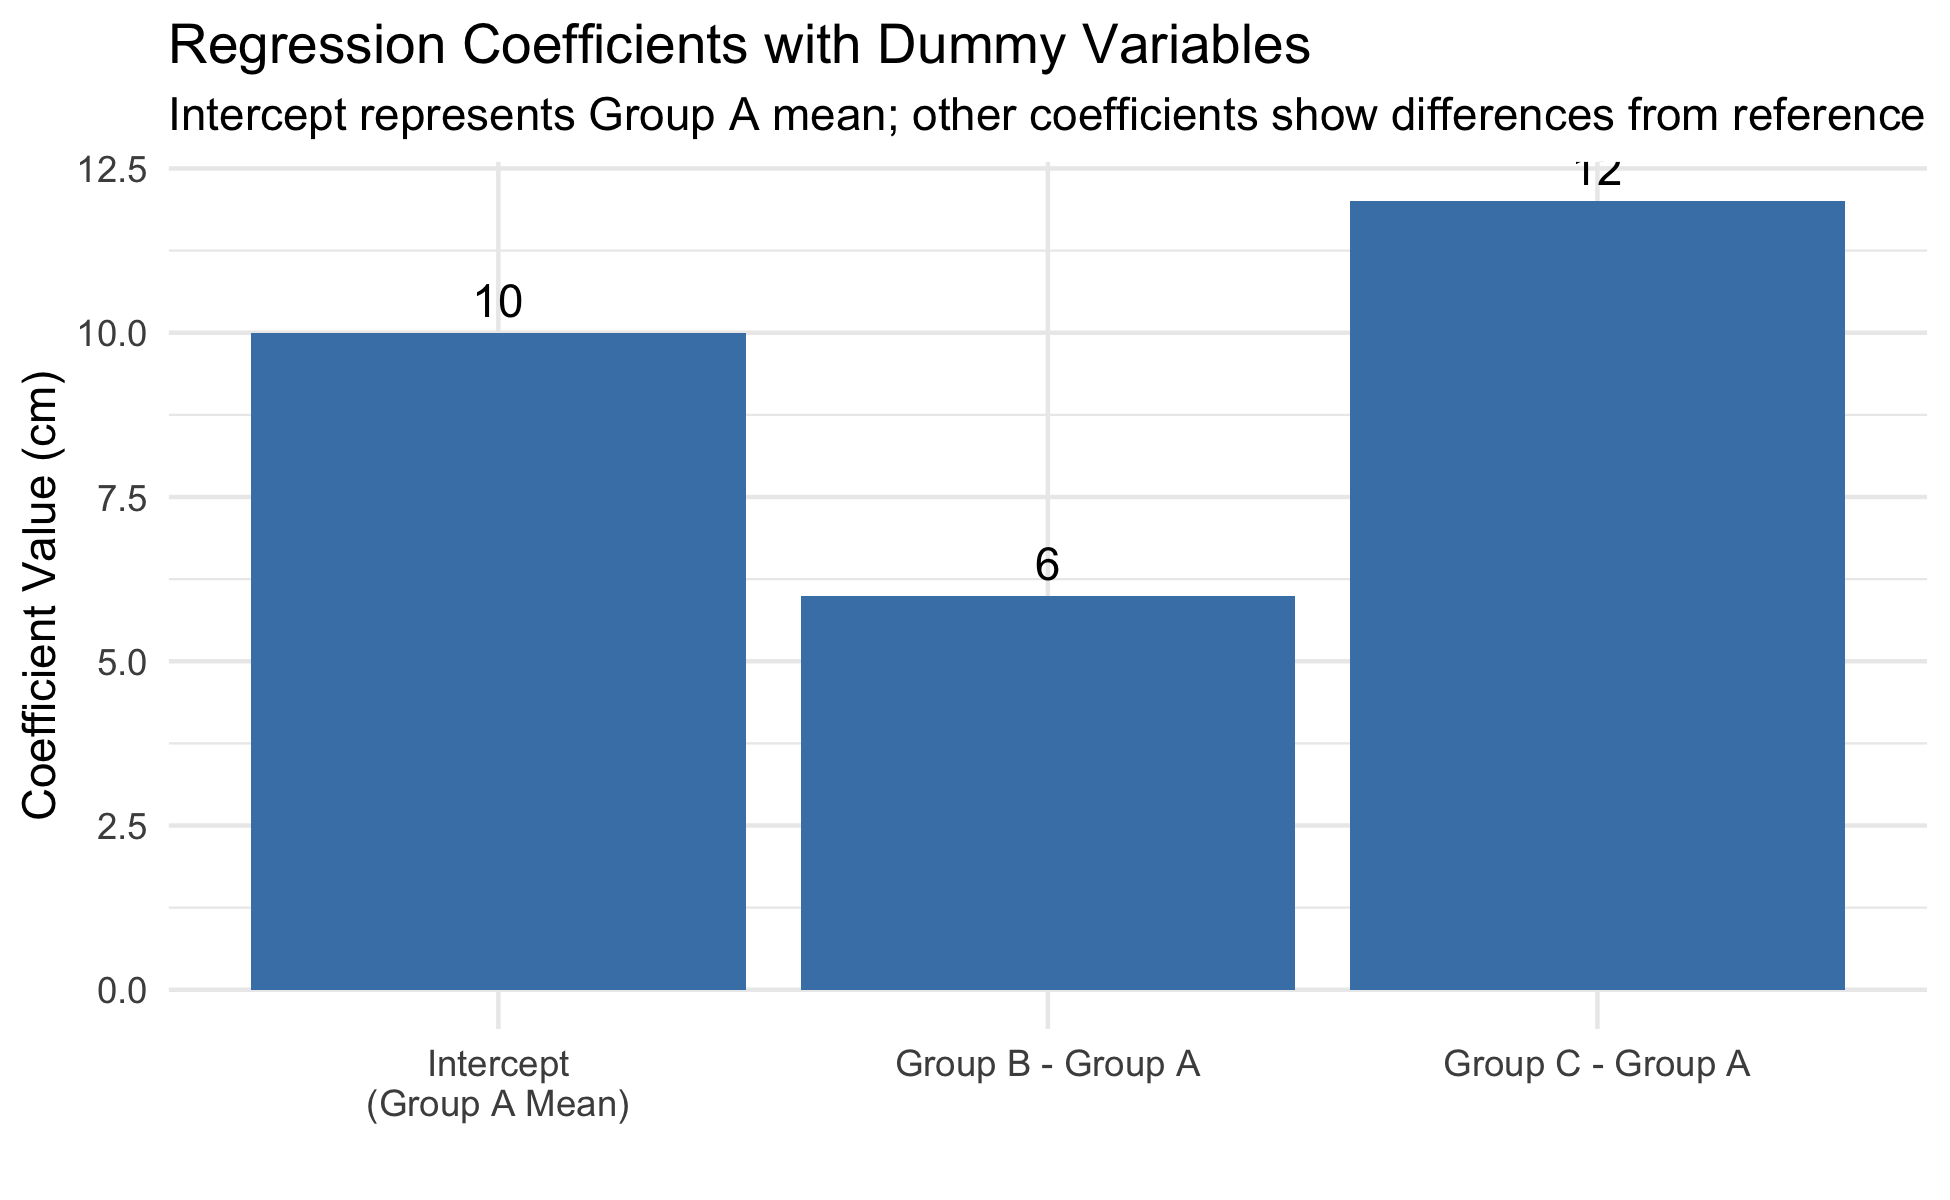 Regression Coefficients with Dummy Variables
Intercept represents Group A mean; other coefficients show differences from reference
12.5
10.0
7.5
5.0
2.5
0.0
Coefficient Value (cm)
10
6
12
Intercept
(Group A Mean)
Group B - Group A
Group C - Group A